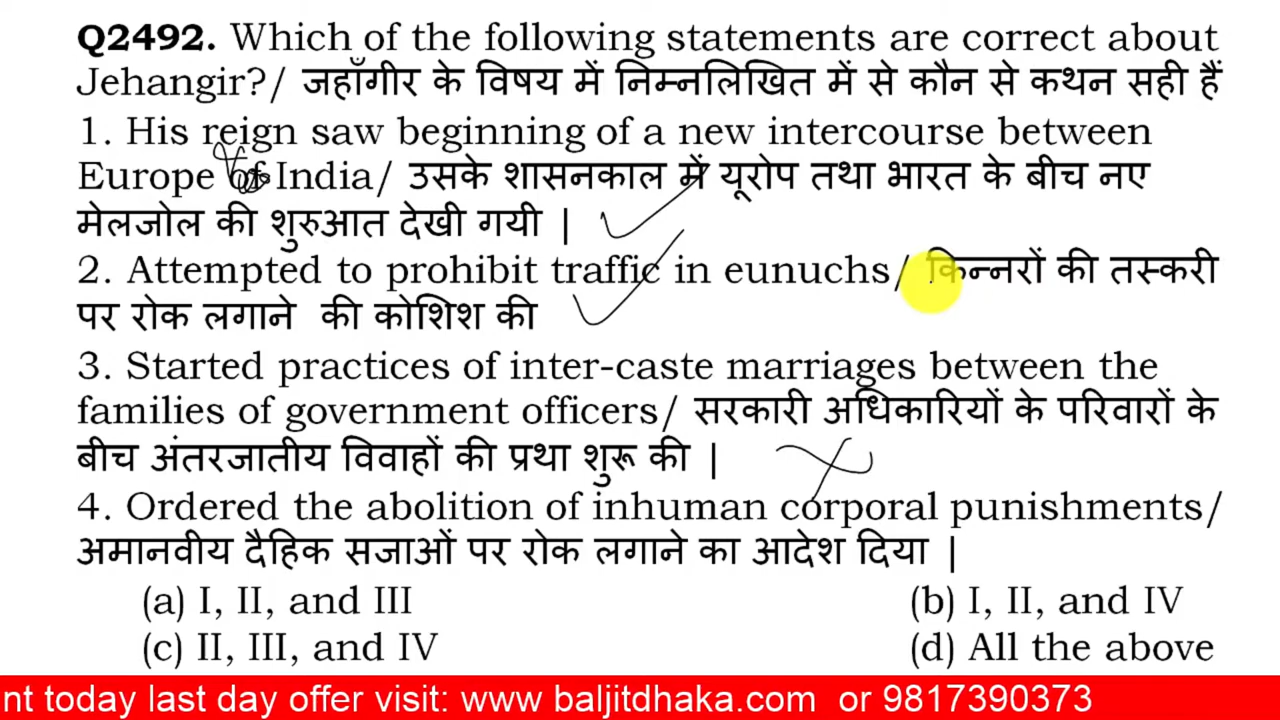 Q2492. Which of the following statements are correct about
Jehangir?/ जहाँगीर के विषय में निम्नलिखित में से कौन से कथन सही हैं
1. His reign saw beginning of a new intercourse between
Europe of India/ उसके शासनकाल में यूरोप तथा भारत के बीच नए
मेलजोल की शुरुआत देखी गयी |
2. Attempted to prohibit traffic in eunuchs/ किन्नरों की तस्करी
पर रोक लगाने की कोशिश की
3. Started practices of inter-caste marriages between the
families of government officers/ सरकारी अधिकारियों के परिवारों के
बीच अंतरजातीय विवाहों की प्रथा शुरू की |
4. Ordered the abolition of inhuman corporal punishments/
अमानवीय दैहिक सजाओं पर रोक लगाने का आदेश दिया |
(a) I, II, and III (b) I, II, and IV
(c) II, III, and IV (d) All the above
nt today last day offer visit: www.baljitdhaka.com or 9817390373